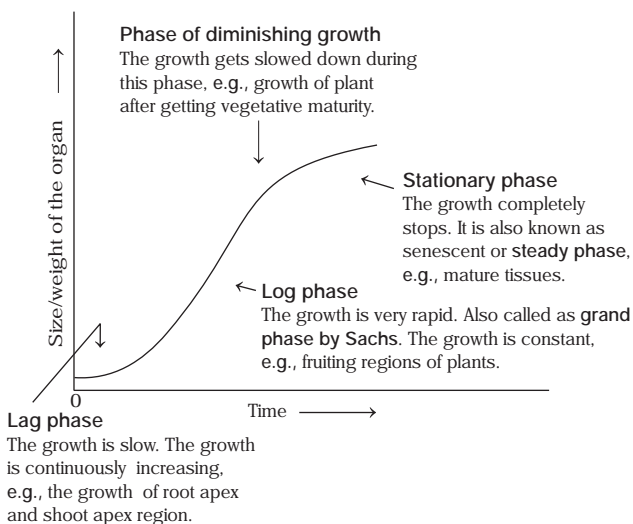 Phase of diminishing growth
The growth gets slowed down during
this phase, e.g., growth of plant
after getting vegetative maturity.
Size/weight of the organ
Stationary phase
The growth completely
stops. It is also known as
senescent or steady phase,
e.g., mature tissues.
Log phase
The growth is very rapid. Also called as grand
phase by Sachs. The growth is constant,
e.g., fruiting regions of plants.
0
Time
Lag phase
The growth is slow. The growth
is continuously increasing,
e.g., the growth of root apex
and shoot apex region.